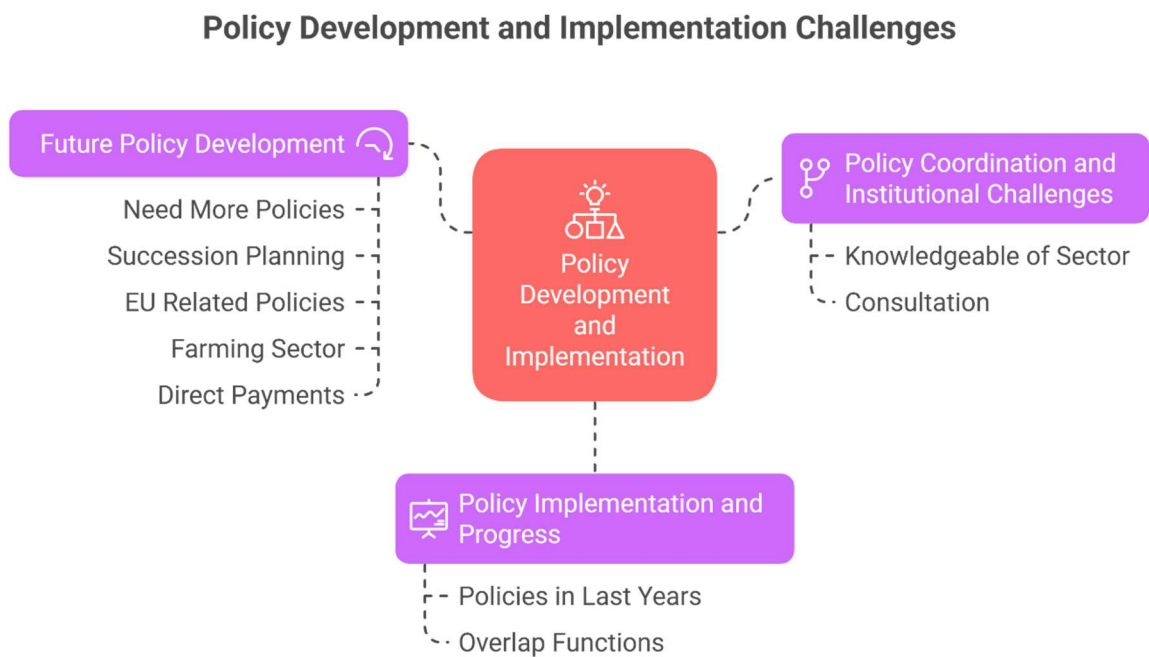 Policy Development and Implementation Challenges
Future Policy Development
Need More Policies
Succession Planning
EU Related Policies
Farming Sector
Direct Payments
Policy
Development
and
Implementation
Policy Coordination and
Institutional Challenges
Knowledgeable of Sector
Consultation
Policy Implementation and
Progress
Policies in Last Years
Overlap Functions